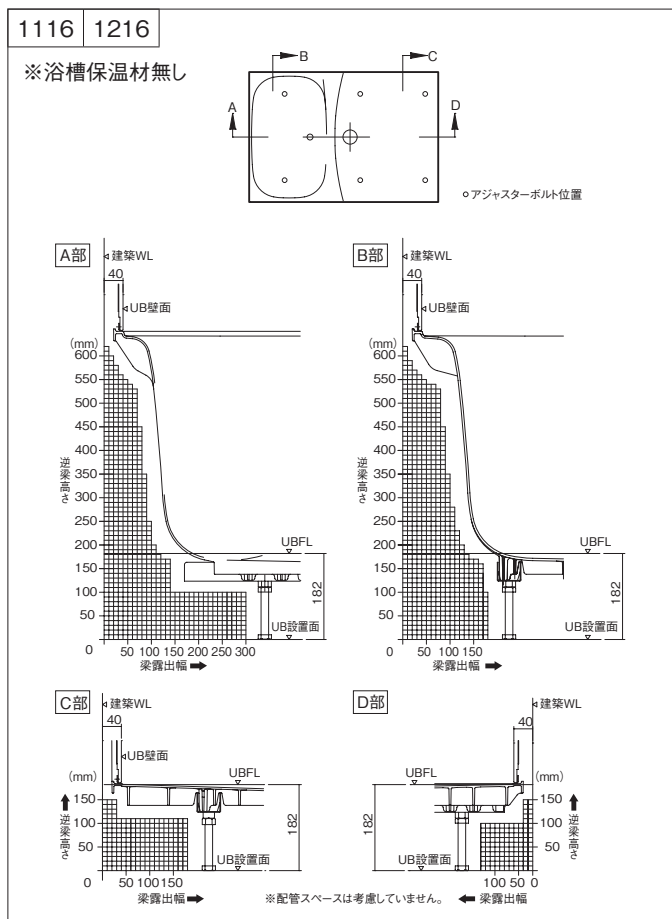 1116 1216
※浴槽保温材無し
B C
A D
○アジャスターボルト位置
A部
建築WL
40
UB壁面
(mm)
600
550
500
450
400
350
300
250
200
150
100
50
0
逆梁高さ
50 100 150 200 250 300
梁露出幅
UBFL
182
UB設置面
B部
建築WL
40
UB壁面
(mm)
600
550
500
450
400
350
300
250
200
150
100
50
0
逆梁高さ
50 100 150
梁露出幅
UBFL
182
UB設置面
C部
建築WL
40
UB壁面
(mm)
150
100
50
0
逆梁高さ
50 100 150
梁露出幅
UBFL
182
UB設置面
D部
建築WL
40
UBFL
182
UB設置面
(mm)
150
100
50
0
逆梁高さ
100 50 0
梁露出幅
※配管スペースは考慮していません。